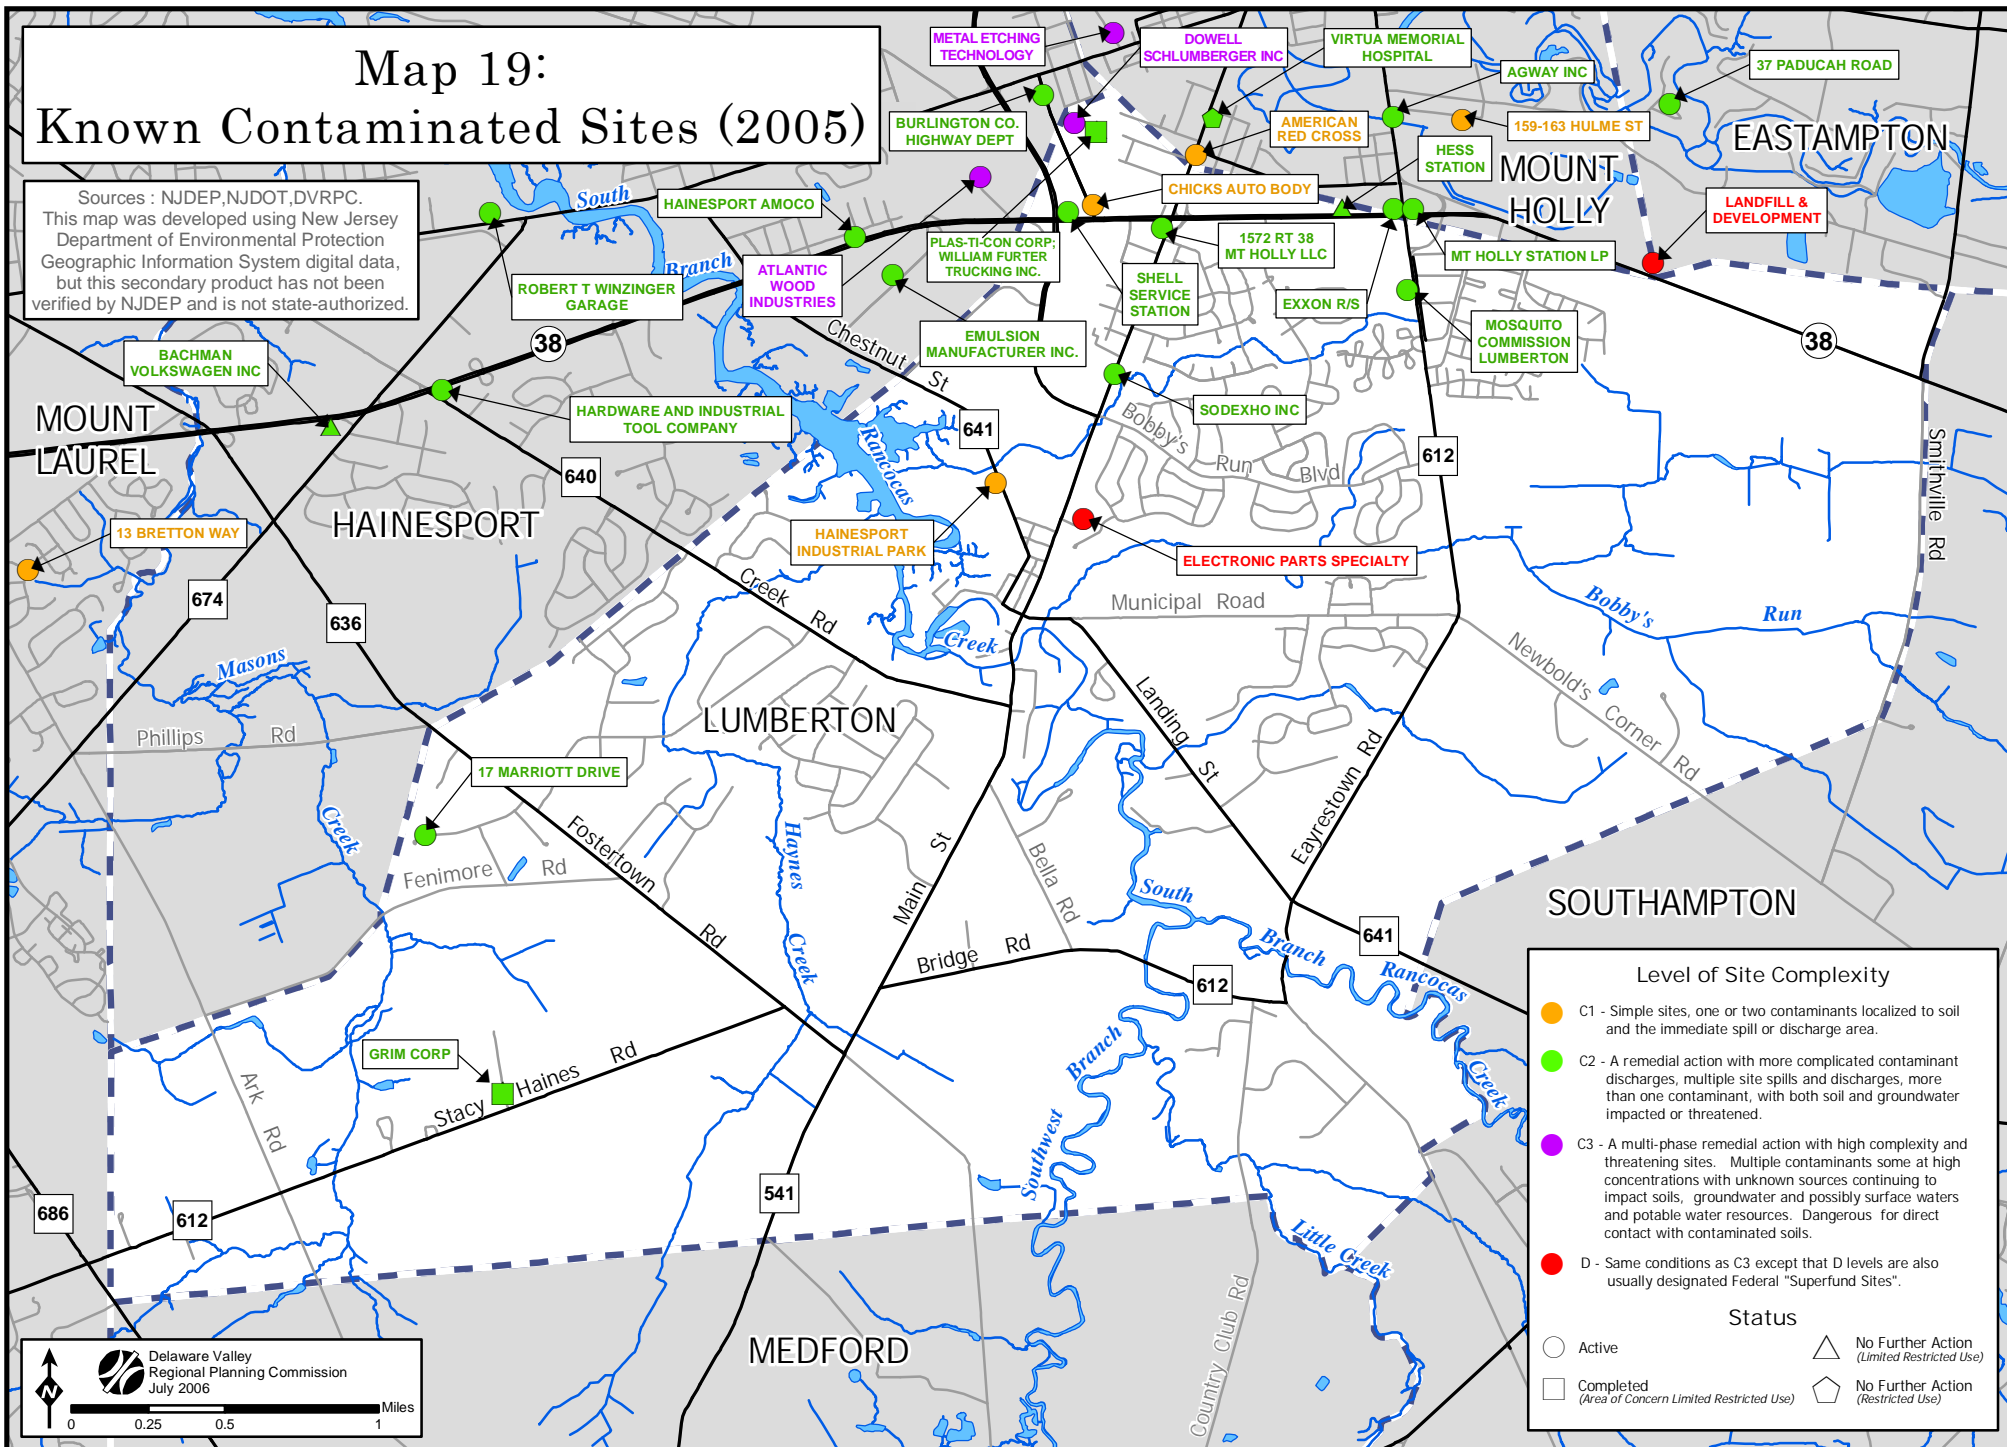 Map 19:
Known Contaminated Sites (2005)
Sources : NJDEP,NJDOT,DVRPC.
This map was developed using New Jersey
Department of Environmental Protection
Geographic Information System digital data,
but this secondary product has not been
verified by NJDEP and is not state-authorized.
METAL ETCHING
TECHNOLOGY
DOWELL
SCHLUMBERGER INC
VIRTUA MEMORIAL
HOSPITAL
AGWAY INC
37 PADUCAH ROAD
BURLINGTON CO.
HIGHWAY DEPT
AMERICAN
RED CROSS
159-163 HULME ST
EASTAMPTON
HESS
STATION
MOUNT
HOLLY
South
Branch
HAINESPORT AMOCO
CHICKS AUTO BODY
LANDFILL &
DEVELOPMENT
PLAS-TI-CON CORP;
WILLIAM FURTER
TRUCKING INC.
1572 RT 38
MT HOLLY LLC
MT HOLLY STATION LP
ROBERT T WINZINGER
GARAGE
ATLANTIC
WOOD
INDUSTRIES
SHELL
SERVICE
STATION
EXXON R/S
MOSQUITO
COMMISSION
LUMBERTON
EMULSION
MANUFACTURER INC.
38
38
Chestnut
St
BACHMAN
VOLKSWAGEN INC
MOUNT
LAUREL
HARDWARE AND INDUSTRIAL
TOOL COMPANY
SODEXHO INC
Bobby's
Run
Blvd
641
612
Rancocas
Smithville Rd
640
HAINESPORT
13 BRETTON WAY
HAINESPORT
INDUSTRIAL PARK
ELECTRONIC PARTS SPECIALTY
674
636
Creek
Rd
Creek
Municipal Road
Bobby's
Run
Masons
Creek
Newbold's
Corner
Rd
Phillips
Rd
LUMBERTON
Landing
St
17 MARRIOTT DRIVE
Eayrestown Rd
Fostertown
Rd
Haynes
Creek
Main
St
Bella Rd
Fenimore
Rd
South
Branch
Rancocas
Creek
SOUTHAMPTON
641
Bridge
Rd
612
GRIM CORP
Stacy
Haines
Rd
Ark
Rd
Southwest
Branch
686
612
541
Little Creek
Country Club Rd
MEDFORD
Level of Site Complexity
C1 - Simple sites, one or two contaminants localized to soil
and the immediate spill or discharge area.
C2 - A remedial action with more complicated contaminant
discharges, multiple site spills and discharges, more
than one contaminant, with both soil and groundwater
impacted or threatened.
C3 - A multi-phase remedial action with high complexity and
threatening sites. Multiple contaminants some at high
concentrations with unknown sources continuing to
impact soils, groundwater and possibly surface waters
and potable water resources. Dangerous for direct
contact with contaminated soils.
D - Same conditions as C3 except that D levels are also
usually designated Federal "Superfund Sites".
Status
Active
No Further Action
(Limited Restricted Use)
Completed
(Area of Concern Limited Restricted Use)
No Further Action
(Restricted Use)
N
Delaware Valley
Regional Planning Commission
July 2006
Miles
0 0.25 0.5 1